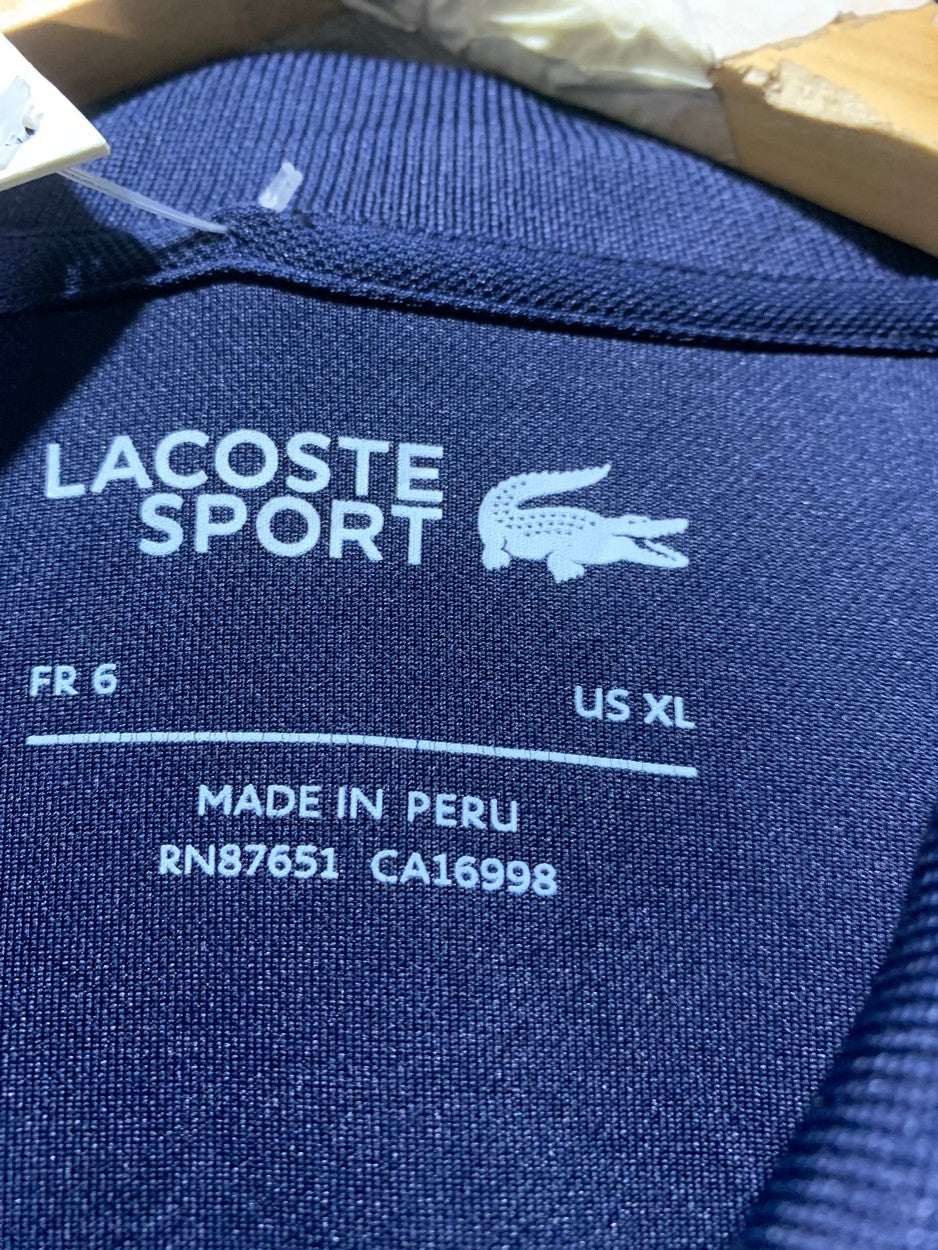 LACOSTE
SPORT
FR 6 US XL
MADE IN PERU
RN87651 CA16998